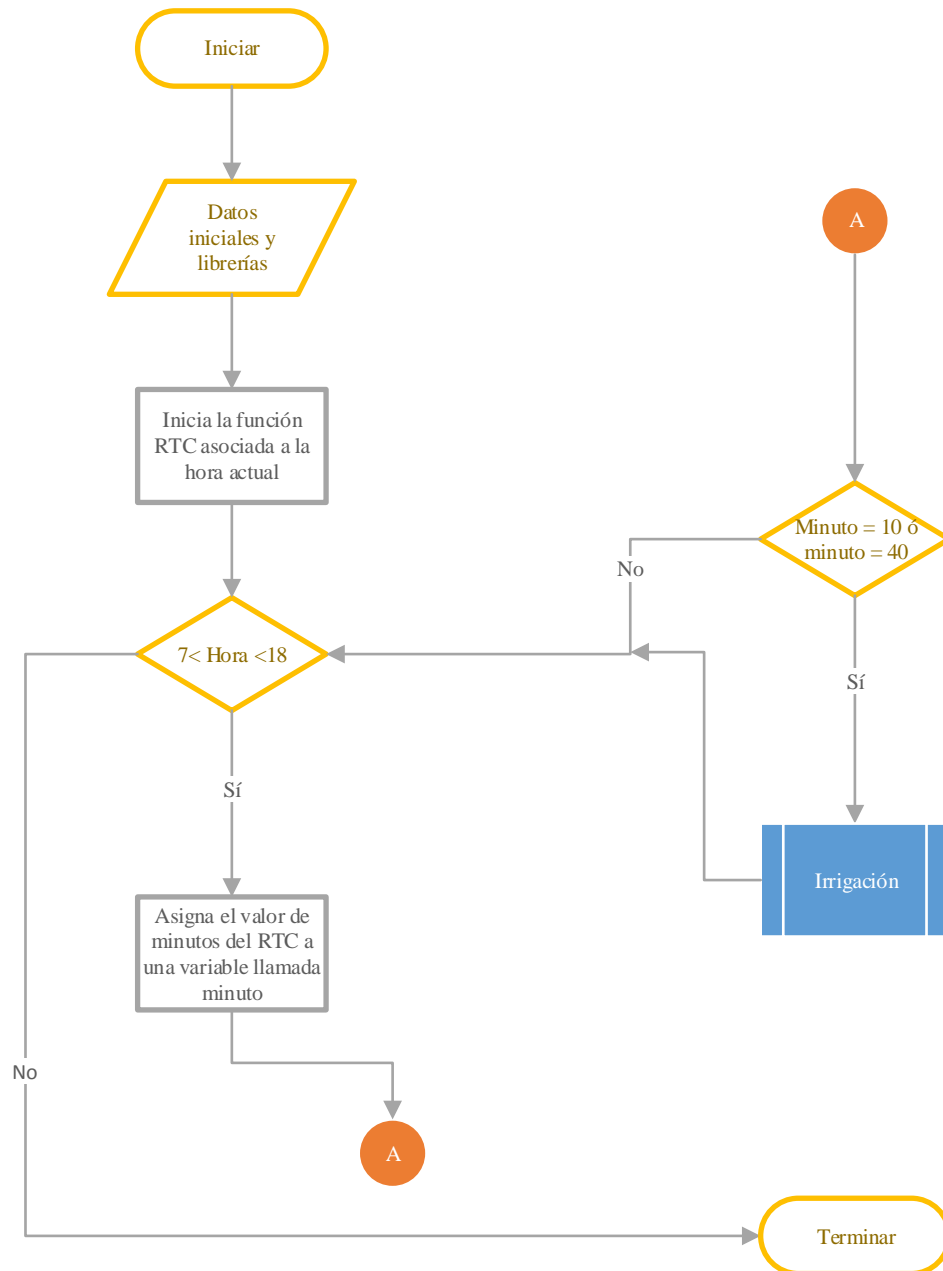 Iniciar
Datos
iniciales y
librerías
Inicia la función
RTC asociada a la
hora actual
7< Hora <18
Sí
No
Asigna el valor de
minutos del RTC a
una variable llamada
minuto
A
A
Minuto = 10 ó
minuto = 40
No
Sí
Irrigación
Terminar